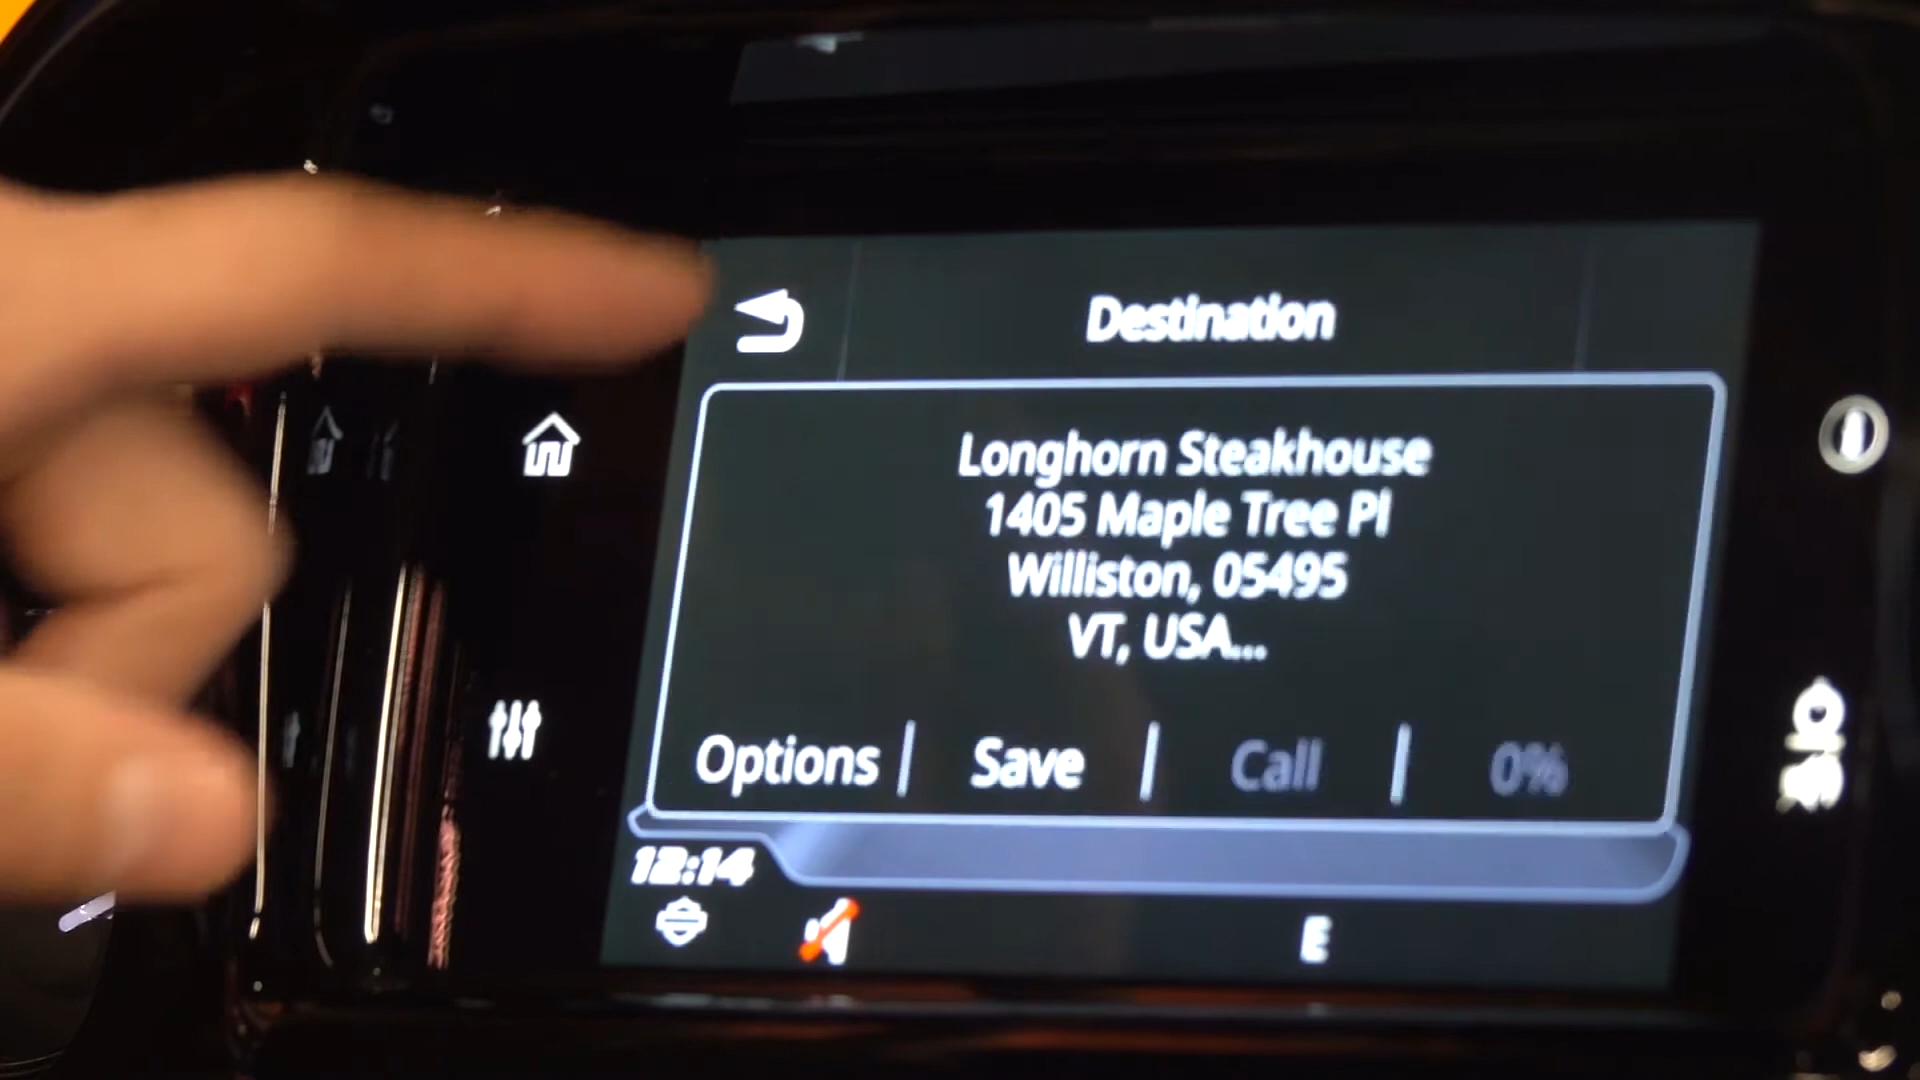 Destination
Longhorn Steakhouse
1405 Maple Tree Pl
Williston, 05495
VT, USA...
Options | Save | Call | 0%
12:14
E